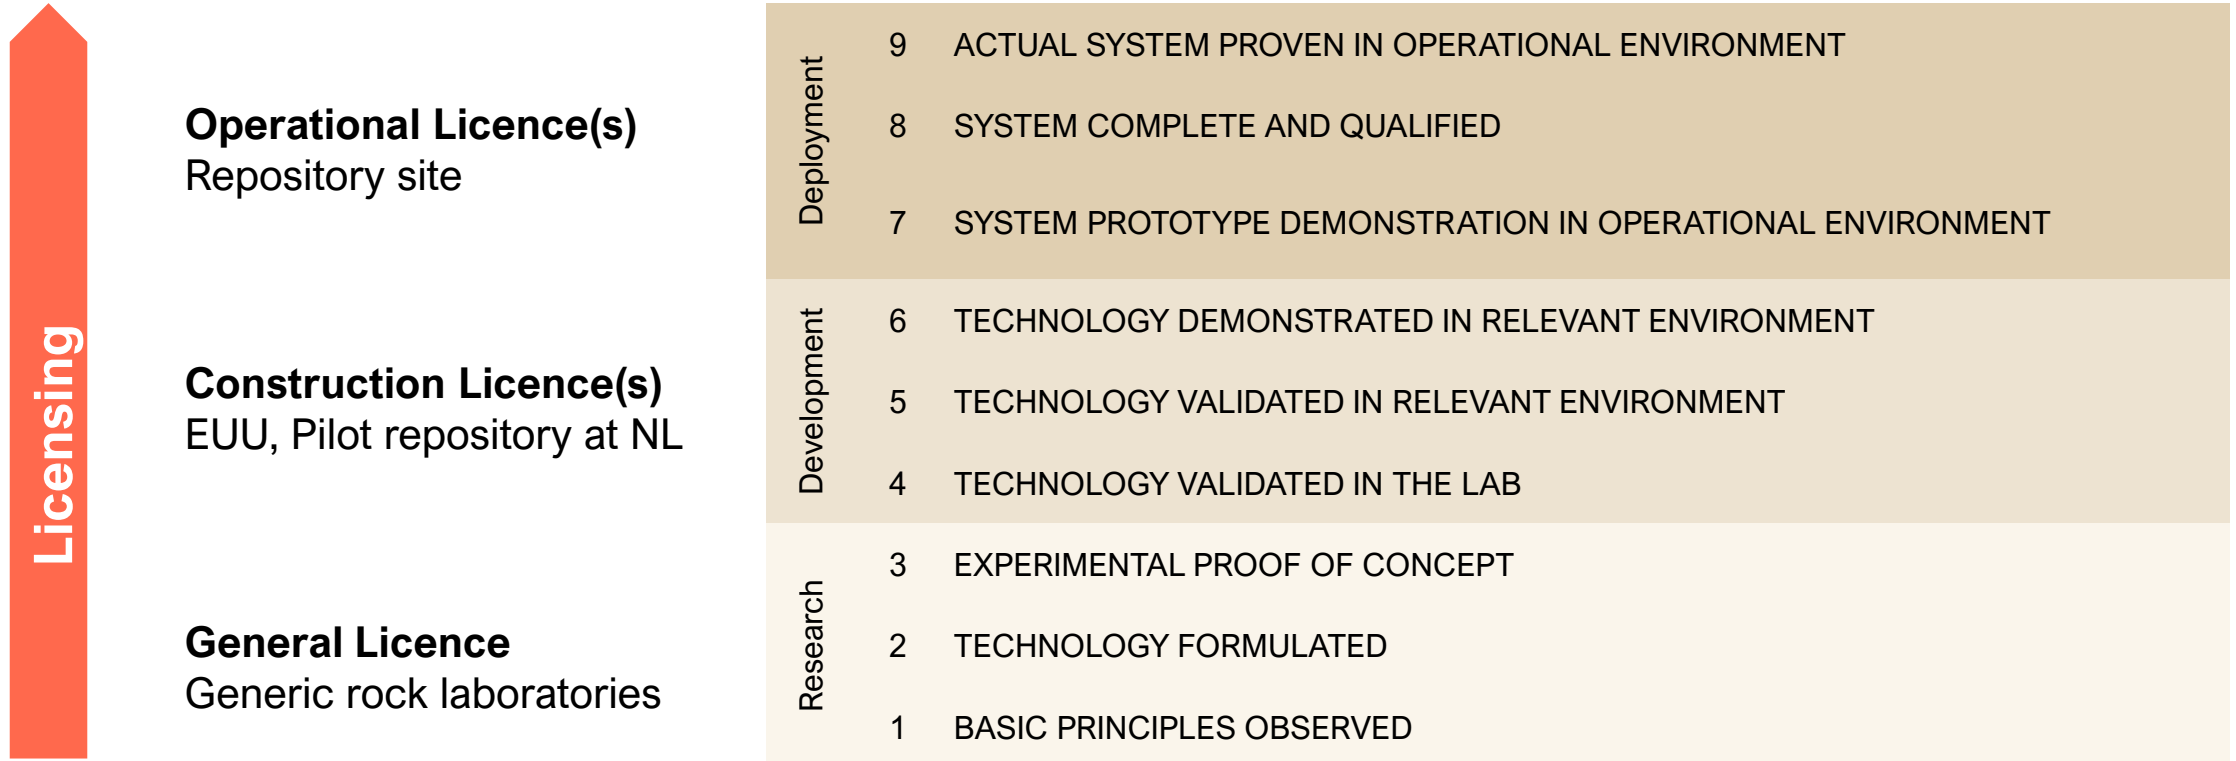 Licensing
Operational Licence(s)
Repository site
Construction Licence(s)
EUU, Pilot repository at NL
General Licence
Generic rock laboratories
Deployment
9 ACTUAL SYSTEM PROVEN IN OPERATIONAL ENVIRONMENT
8 SYSTEM COMPLETE AND QUALIFIED
7 SYSTEM PROTOTYPE DEMONSTRATION IN OPERATIONAL ENVIRONMENT
Development
6 TECHNOLOGY DEMONSTRATED IN RELEVANT ENVIRONMENT
5 TECHNOLOGY VALIDATED IN RELEVANT ENVIRONMENT
4 TECHNOLOGY VALIDATED IN THE LAB
Research
3 EXPERIMENTAL PROOF OF CONCEPT
2 TECHNOLOGY FORMULATED
1 BASIC PRINCIPLES OBSERVED